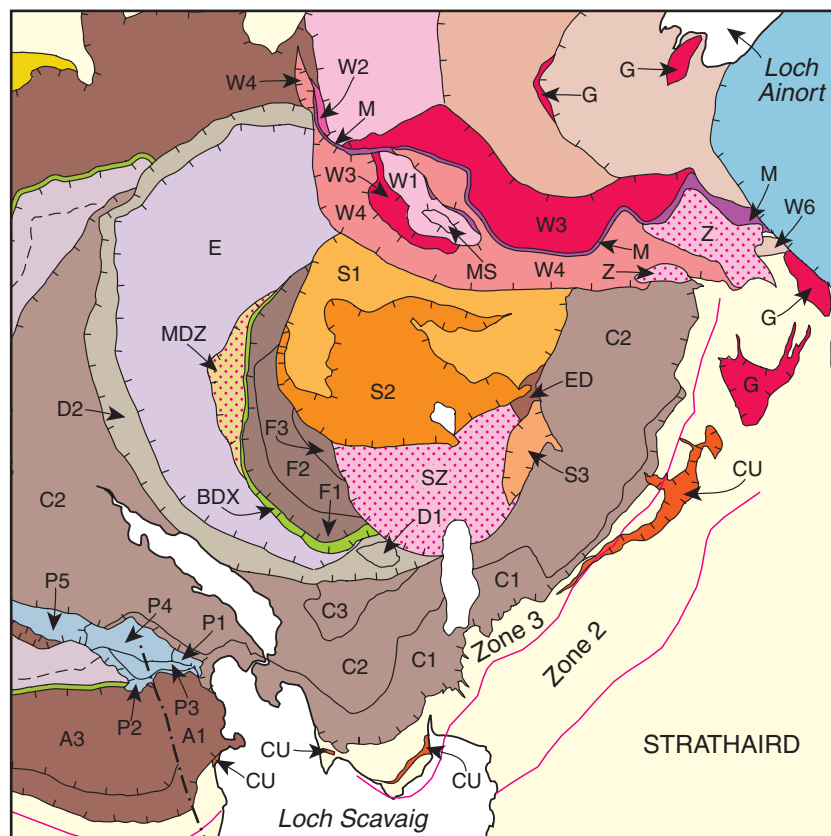 Loch
Ainort
G
G
W4
W2
M
W3
W1
W4
W3
M
W6
Z
M
MS
W4
Z
G
E
S1
C2
MDZ
G
S2
ED
D2
F3
F2
SZ
S3
CU
BDX
F1
D1
C2
C1
P5
P4
P1
C3
Zone 3
Zone 2
C2
C1
P2
P3
A3
A1
STRATHAIRD
CU
CU
CU
Loch Scavaig